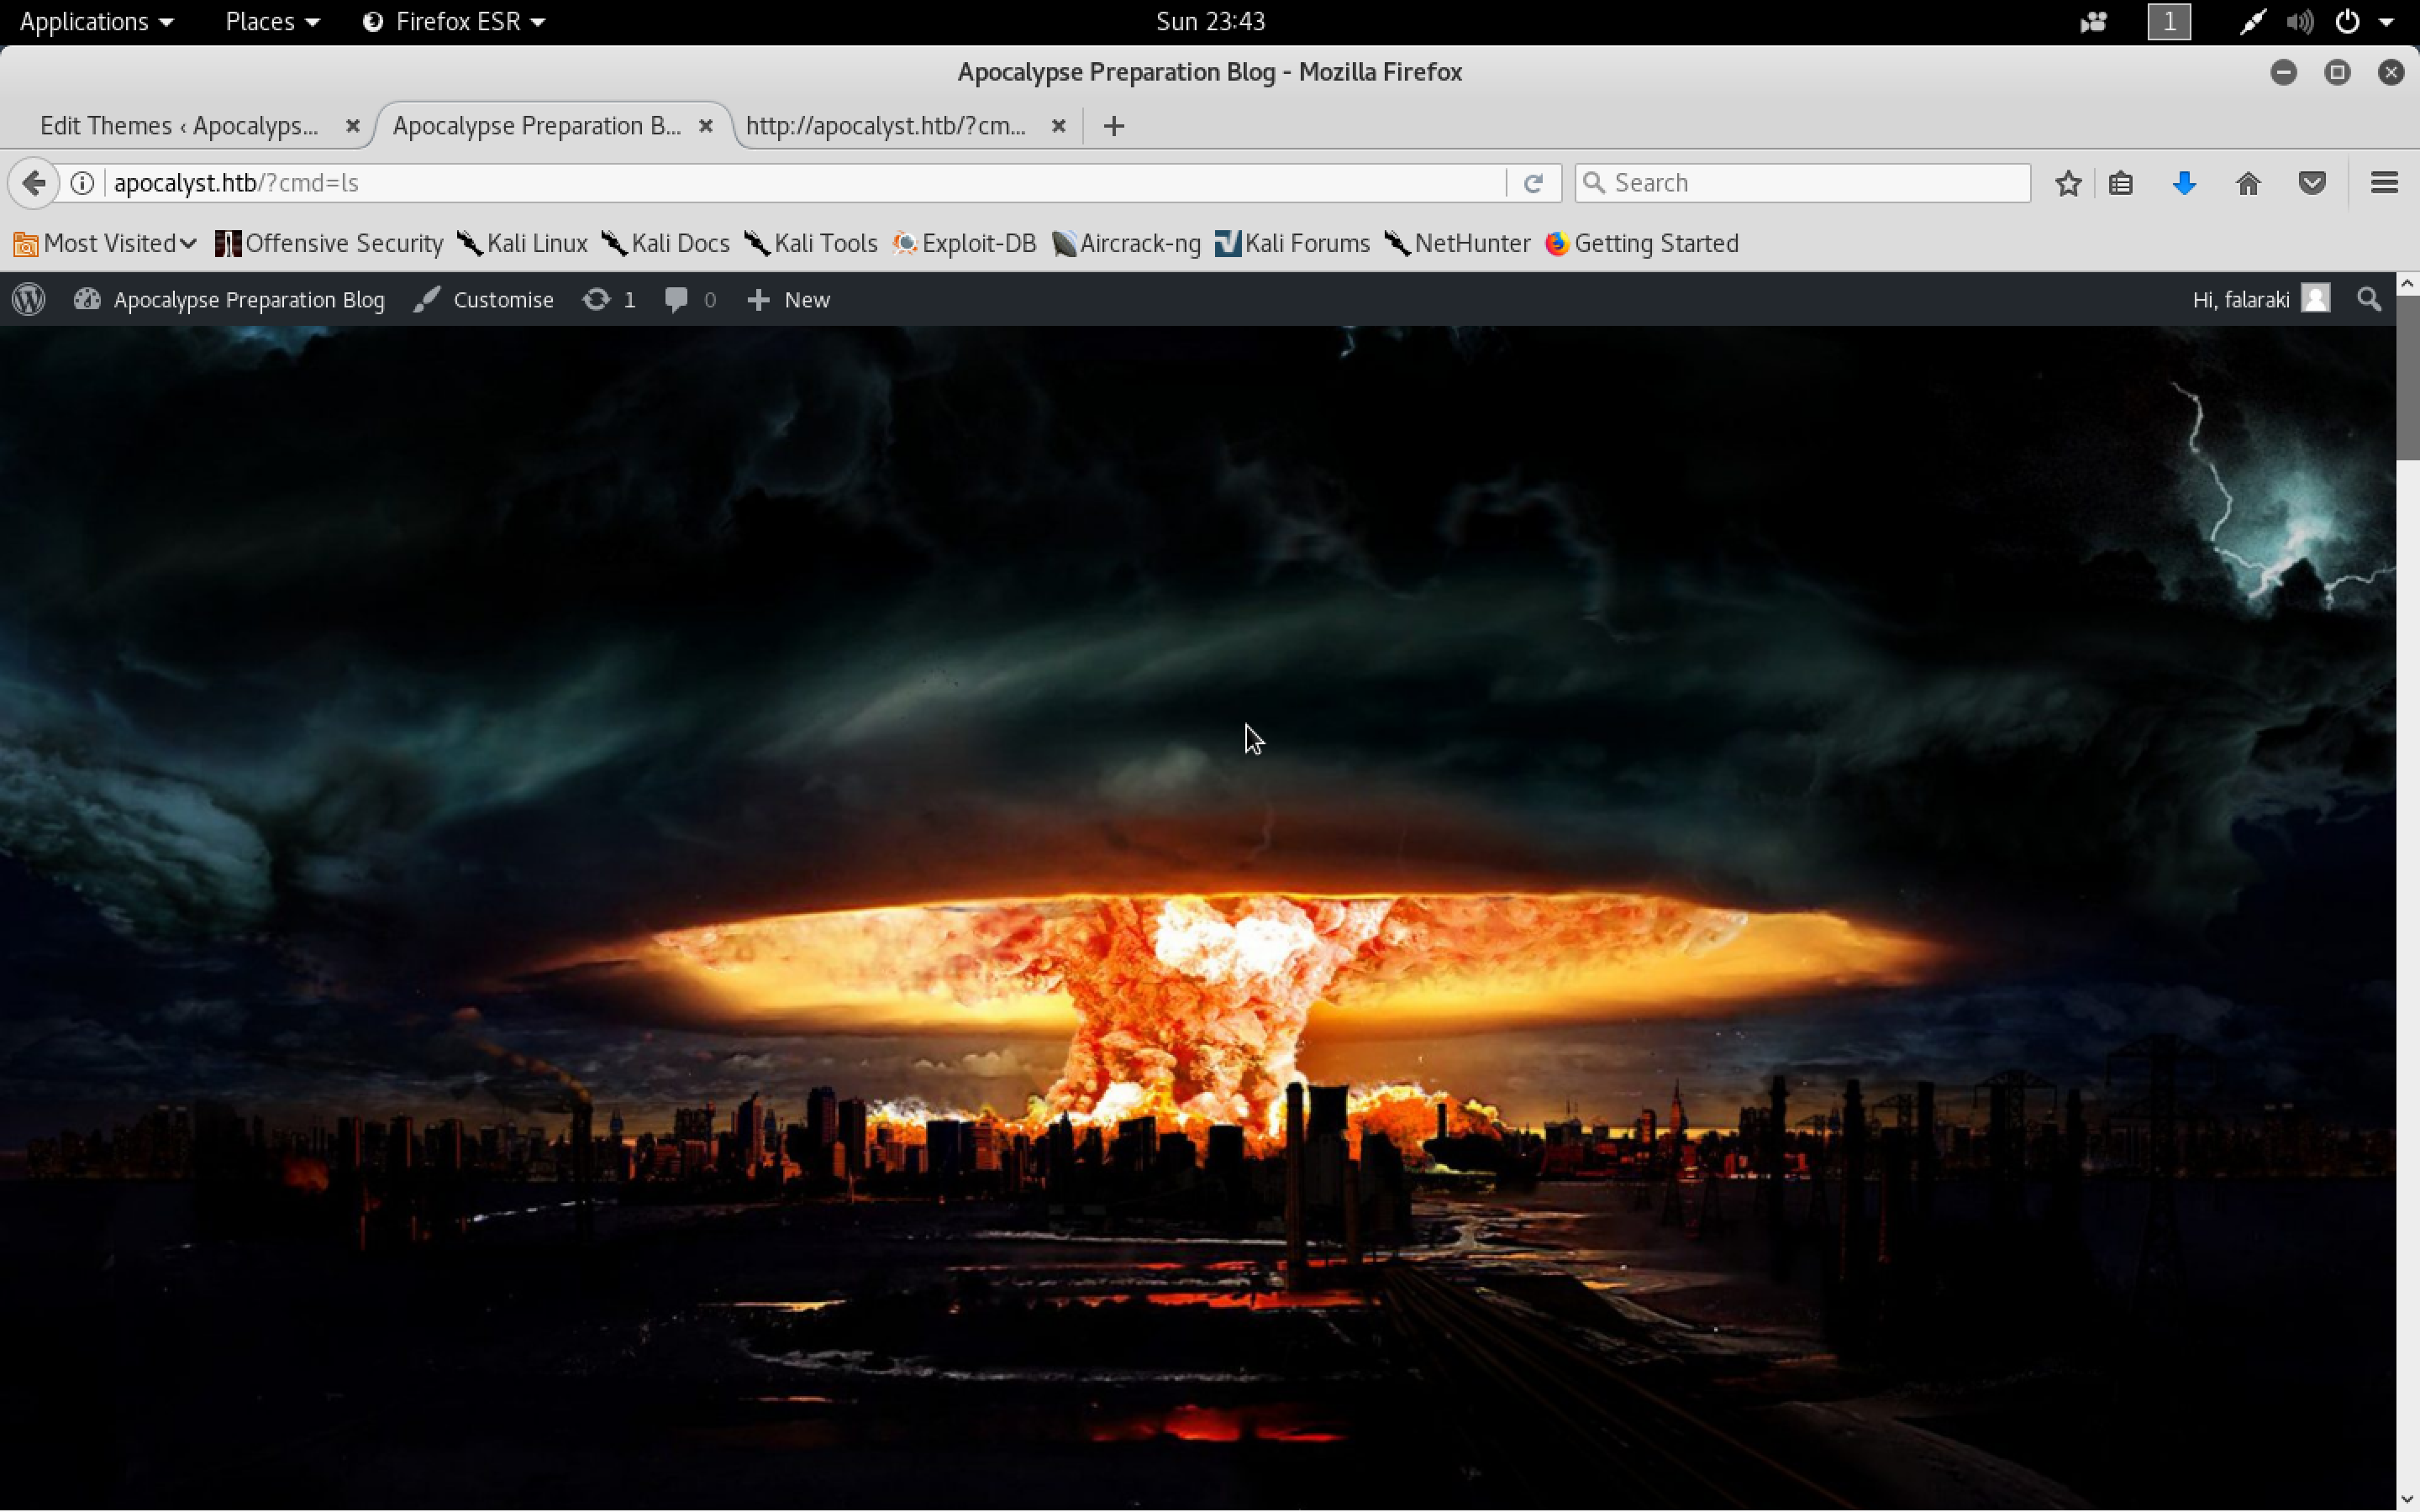 Applications Places Firefox ESR Sun 23:43 1
Apocalypse Preparation Blog - Mozilla Firefox
Edit Themes ‹ Apocalyps... Apocalypse Preparation B... http://apocalyst.htb/?cm...
apocalyst.htb/?cmd=ls Search
Most Visited Offensive Security Kali Linux Kali Docs Kali Tools Exploit-DB Aircrack-ng Kali Forums NetHunter Getting Started
Apocalypse Preparation Blog Customise 1 0 New Hi, falaraki